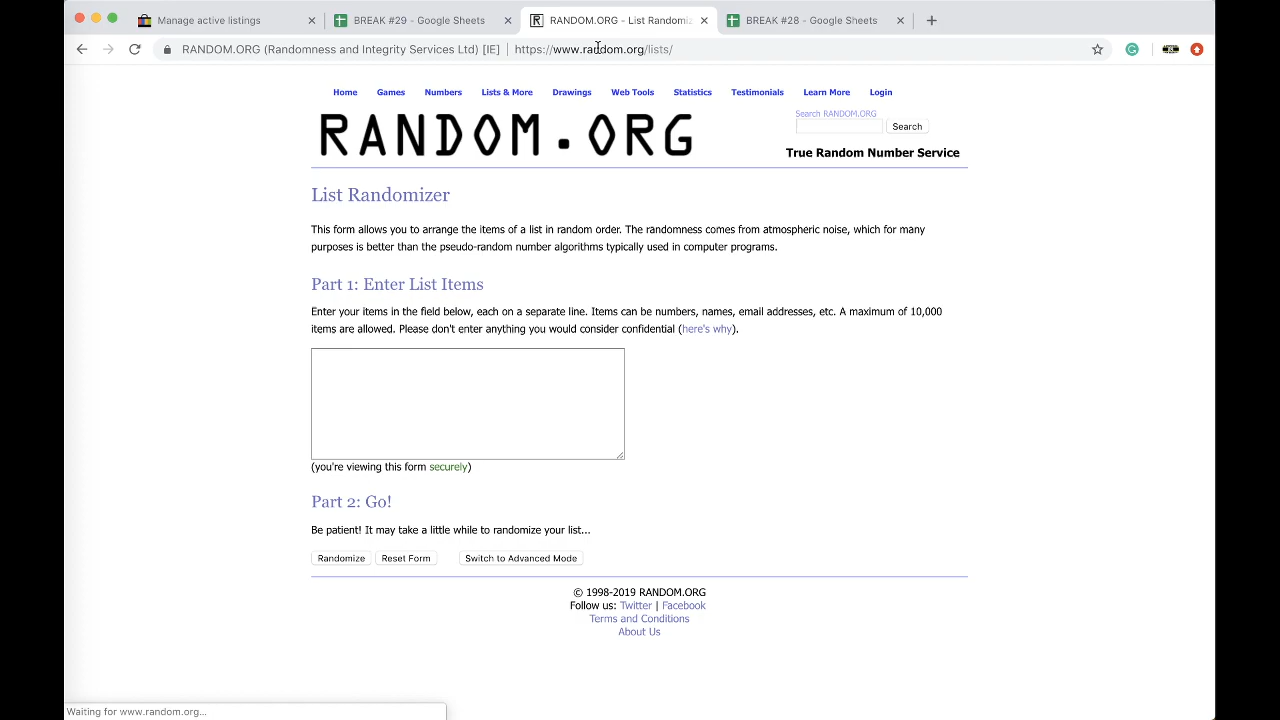 Manage active listings
BREAK #29 - Google Sheets
RANDOM.ORG - List Randomiz
BREAK #28 - Google Sheets
RANDOM.ORG (Randomness and Integrity Services Ltd) [IE]
https://www.random.org/lists/
Home Games Numbers Lists & More Drawings Web Tools Statistics Testimonials Learn More Login
RANDOM.ORG
Search RANDOM.ORG
Search
True Random Number Service
List Randomizer
This form allows you to arrange the items of a list in random order. The randomness comes from atmospheric noise, which for many
purposes is better than the pseudo-random number algorithms typically used in computer programs.
Part 1: Enter List Items
Enter your items in the field below, each on a separate line. Items can be numbers, names, email addresses, etc. A maximum of 10,000
items are allowed. Please don't enter anything you would consider confidential (here's why).
(you're viewing this form securely)
Part 2: Go!
Be patient! It may take a little while to randomize your list...
Randomize Reset Form Switch to Advanced Mode
© 1998-2019 RANDOM.ORG
Follow us: Twitter | Facebook
Terms and Conditions
About Us
Waiting for www.random.org...